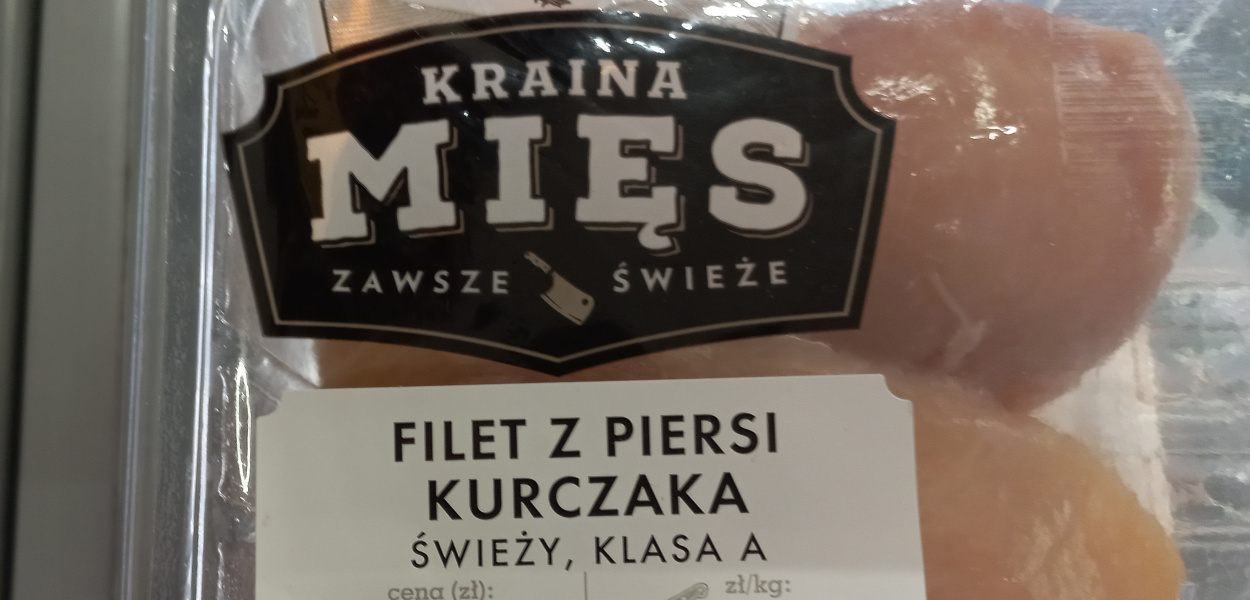 KRAINA
MIĘS
ZAWSZE ŚWIEŻE
FILET Z PIERSI
KURCZAKA
ŚWIEŻY, KLASA A
cena (zł): zł/kg: